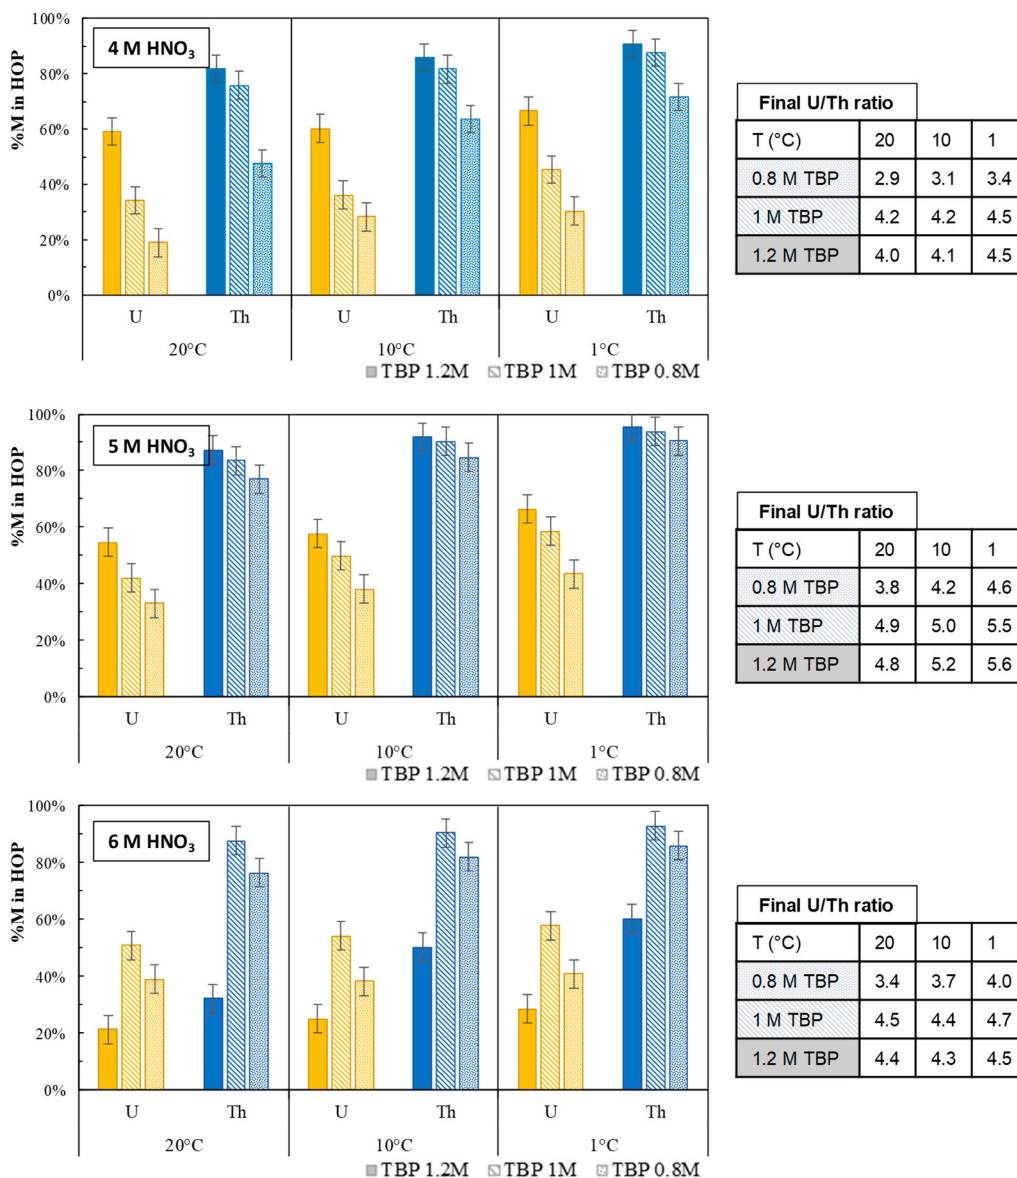 4 M HNO₃
%M in HOP
100%
80%
60%
40%
20%
0%
U Th U Th U Th
20°C 10°C 1°C
TBP 1.2M TBP 1M TBP 0.8M
Final U/Th ratio
T (°C) 20 10 1
0.8 M TBP 2.9 3.1 3.4
1 M TBP 4.2 4.2 4.5
1.2 M TBP 4.0 4.1 4.5
5 M HNO₃
%M in HOP
100%
80%
60%
40%
20%
0%
U Th U Th U Th
20°C 10°C 1°C
TBP 1.2M TBP 1M TBP 0.8M
Final U/Th ratio
T (°C) 20 10 1
0.8 M TBP 3.8 4.2 4.6
1 M TBP 4.9 5.0 5.5
1.2 M TBP 4.8 5.2 5.6
6 M HNO₃
%M in HOP
100%
80%
60%
40%
20%
0%
U Th U Th U Th
20°C 10°C 1°C
TBP 1.2M TBP 1M TBP 0.8M
Final U/Th ratio
T (°C) 20 10 1
0.8 M TBP 3.4 3.7 4.0
1 M TBP 4.5 4.4 4.7
1.2 M TBP 4.4 4.3 4.5